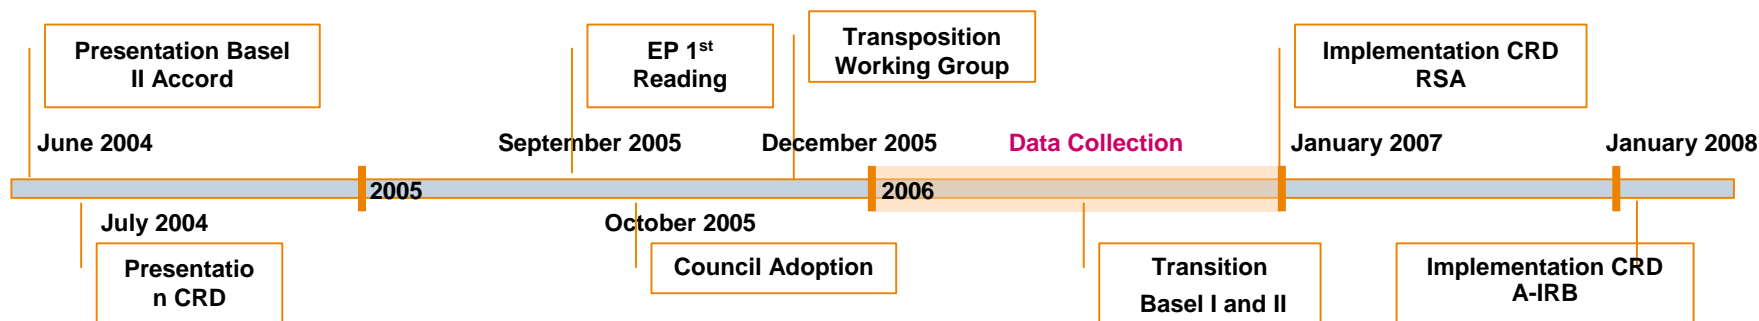 Presentation Basel
II Accord
EP 1st
Reading
Transposition
Working Group
Implementation CRD
RSA
June 2004
September 2005
December 2005
Data Collection
January 2007
January 2008
2005
2006
July 2004
October 2005
Presentatio
n CRD
Council Adoption
Transition
Basel I and II
Implementation CRD
A-IRB